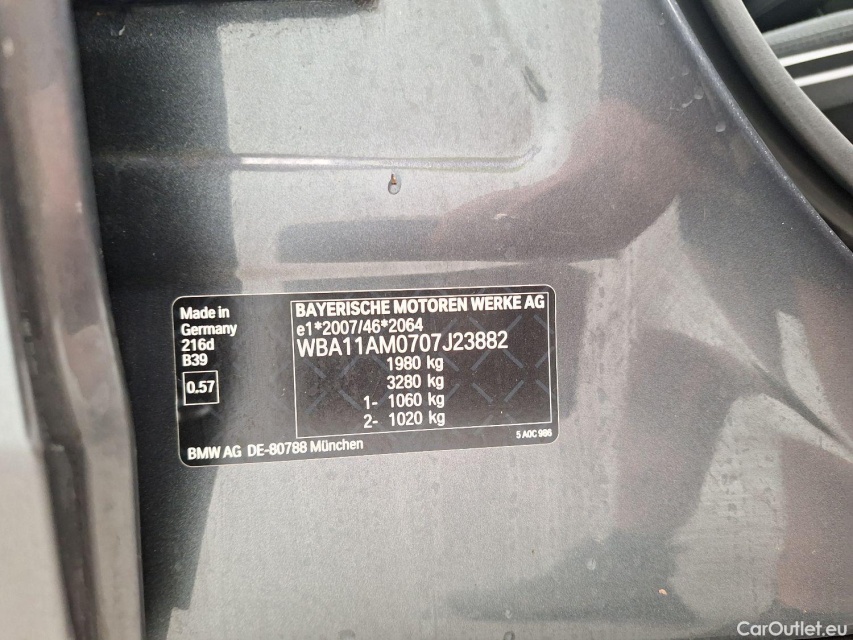 Made in
Germany
216d
B39
0.57
BAYERISCHE MOTOREN WERKE AG
e1*2007/46*2064
WBA11AM0707J23882
1980 kg
3280 kg
1- 1060 kg
2- 1020 kg
BMW AG DE-80788 München
5 A0C 986
CarOutlet.eu